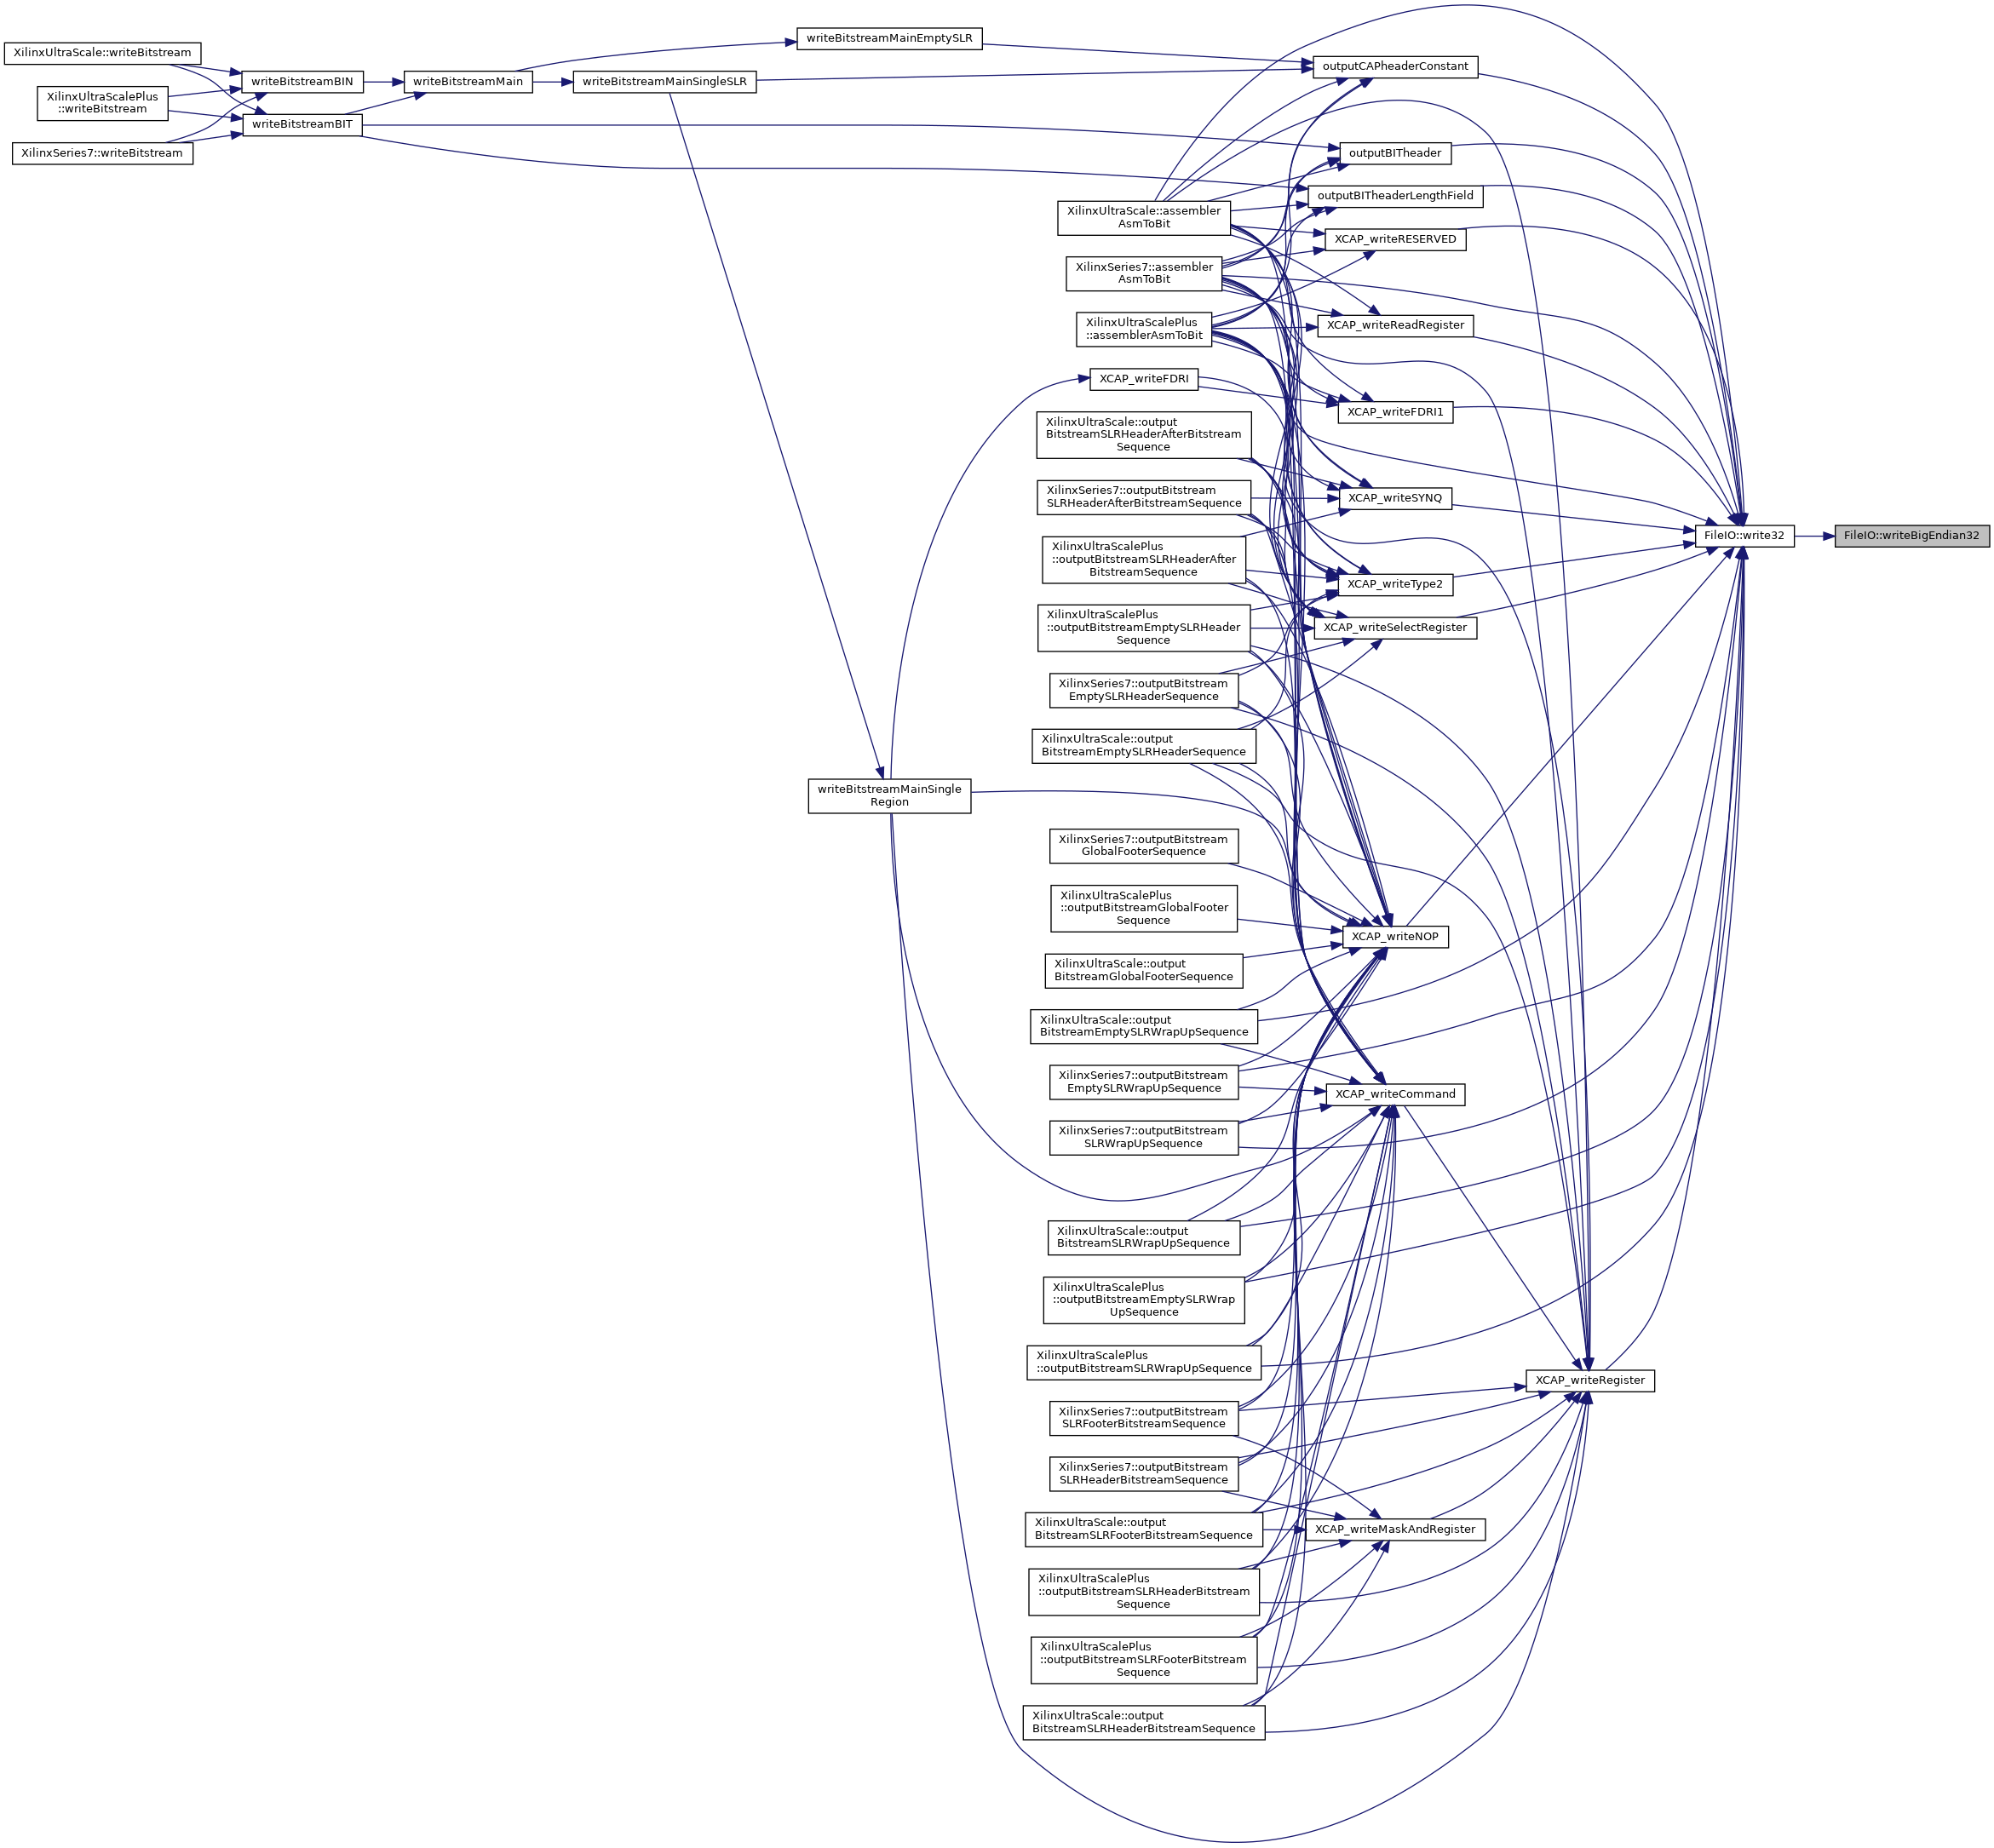 XilinxUltraScale::writeBitstream
XilinxUltraScalePlus
::writeBitstream
XilinxSeries7::writeBitstream
writeBitstreamBIN
writeBitstreamBIT
writeBitstreamMain
writeBitstreamMainEmptySLR
writeBitstreamMainSingleSLR
writeBitstreamMainSingle
Region
XilinxUltraScale::assembler
AsmToBit
XilinxSeries7::assembler
AsmToBit
XilinxUltraScalePlus
::assemblerAsmToBit
XCAP_writeFDRI
XilinxUltraScale::output
BitstreamSLRHeaderAfterBitstream
Sequence
XilinxSeries7::outputBitstream
SLRHeaderAfterBitstreamSequence
XilinxUltraScalePlus
::outputBitstreamSLRHeaderAfter
BitstreamSequence
XilinxUltraScalePlus
::outputBitstreamEmptySLRHeader
Sequence
XilinxSeries7::outputBitstream
EmptySLRHeaderSequence
XilinxUltraScale::output
BitstreamEmptySLRHeaderSequence
XilinxSeries7::outputBitstream
GlobalFooterSequence
XilinxUltraScalePlus
::outputBitstreamGlobalFooter
Sequence
XilinxUltraScale::output
BitstreamGlobalFooterSequence
XilinxUltraScale::output
BitstreamEmptySLRWrapUpSequence
XilinxSeries7::outputBitstream
EmptySLRWrapUpSequence
XilinxSeries7::outputBitstream
SLRWrapUpSequence
XilinxUltraScale::output
BitstreamSLRWrapUpSequence
XilinxUltraScalePlus
::outputBitstreamEmptySLRWrap
UpSequence
XilinxUltraScalePlus
::outputBitstreamSLRWrapUpSequence
XilinxSeries7::outputBitstream
SLRFooterBitstreamSequence
XilinxSeries7::outputBitstream
SLRHeaderBitstreamSequence
XilinxUltraScale::output
BitstreamSLRFooterBitstreamSequence
XilinxUltraScalePlus
::outputBitstreamSLRHeaderBitstream
Sequence
XilinxUltraScalePlus
::outputBitstreamSLRFooterBitstream
Sequence
XilinxUltraScale::output
BitstreamSLRHeaderBitstreamSequence
outputCAPheaderConstant
outputBITheader
outputBITheaderLengthField
XCAP_writeRESERVED
XCAP_writeReadRegister
XCAP_writeFDRI1
XCAP_writeSYNQ
XCAP_writeType2
XCAP_writeSelectRegister
XCAP_writeNOP
XCAP_writeCommand
XCAP_writeMaskAndRegister
XCAP_writeRegister
FileIO::write32
FileIO::writeBigEndian32